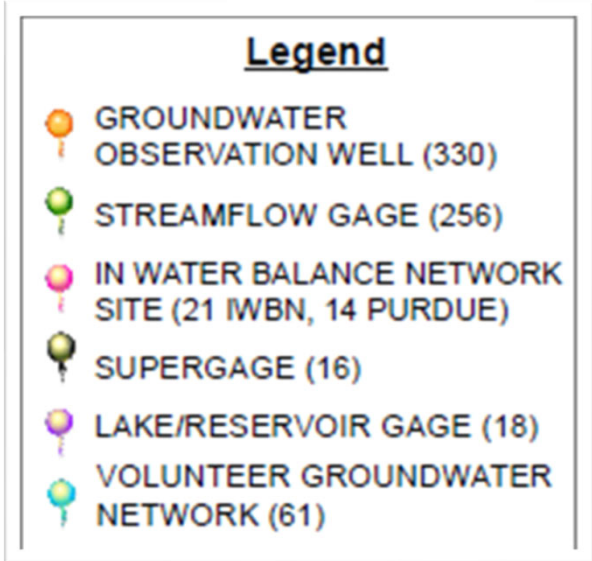 Legend
GROUNDWATER
OBSERVATION WELL (330)
STREAMFLOW GAGE (256)
IN WATER BALANCE NETWORK
SITE (21 IWBN, 14 PURDUE)
SUPERGAGE (16)
LAKE/RESERVOIR GAGE (18)
VOLUNTEER GROUNDWATER
NETWORK (61)